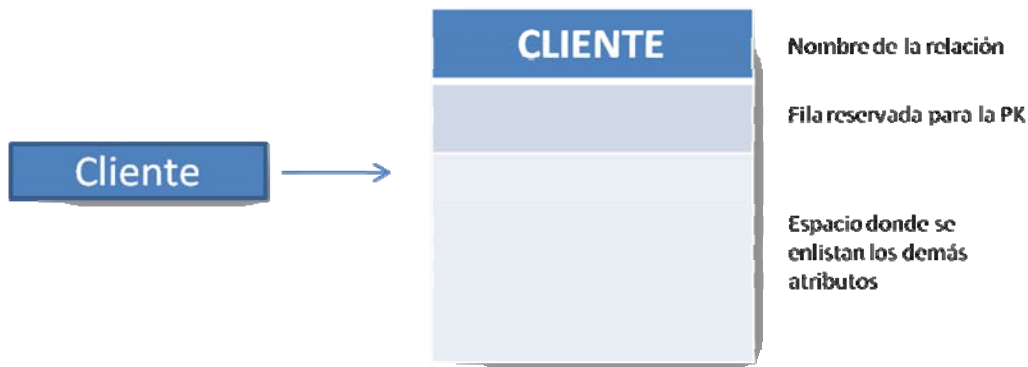 CLIENTE
Nombre de la relación
Fila reservada para la PK
Cliente
Espacio donde se
enlistan los demás
atributos